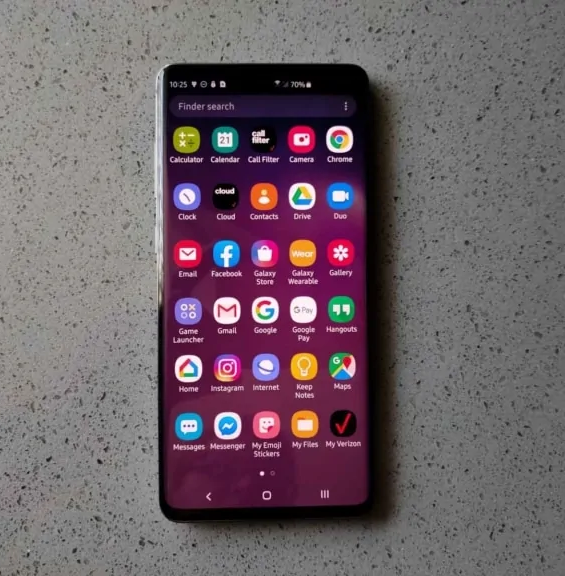 10:25 70%
Finder search
21 call filter
Calculator Calendar Call Filter Camera Chrome
cloud
Clock Cloud Contacts Drive Duo
Wear
Email Facebook Galaxy Store Galaxy Wearable Gallery
G Pay
Game Launcher Gmail Google Google Pay Hangouts
G
Home Instagram Internet Keep Notes Maps
Messages Messenger My Emoji Stickers My Files My Verizon